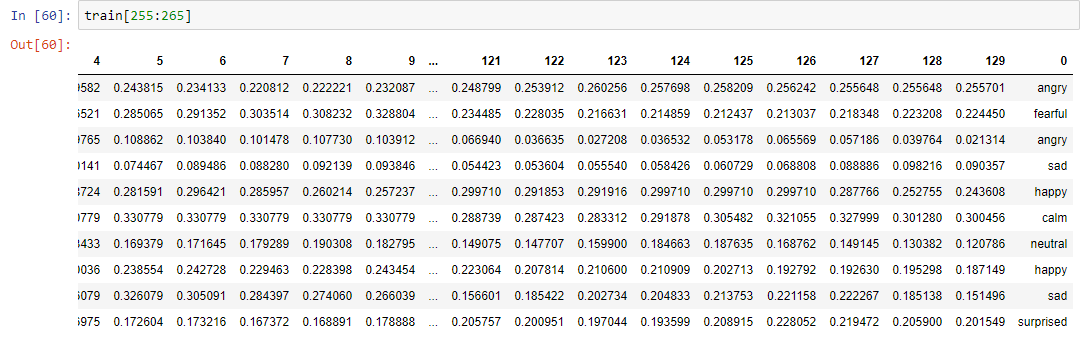 In [60]: train[255:265]
Out[60]:
4 5 6 7 8 9 ... 121 122 123 124 125 126 127 128 129 0
9582 0.243815 0.234133 0.220812 0.222221 0.232087 ... 0.248799 0.253912 0.260256 0.257698 0.258209 0.256242 0.255648 0.255648 0.255701 angry
5521 0.285065 0.291352 0.303514 0.308232 0.328804 ... 0.234485 0.228035 0.216631 0.214859 0.212437 0.213037 0.218348 0.223208 0.224450 fearful
9765 0.108862 0.103840 0.101478 0.107730 0.103912 ... 0.066940 0.036635 0.027208 0.036532 0.053178 0.065569 0.057186 0.039764 0.021314 angry
0141 0.074467 0.089486 0.088280 0.092139 0.093846 ... 0.054423 0.053604 0.055540 0.058426 0.060729 0.068808 0.088886 0.098216 0.090357 sad
3724 0.281591 0.296421 0.285957 0.260214 0.257237 ... 0.299710 0.291853 0.291916 0.299710 0.299710 0.299710 0.287766 0.252755 0.243608 happy
0779 0.330779 0.330779 0.330779 0.330779 0.330779 ... 0.288739 0.287423 0.283312 0.291878 0.305482 0.321055 0.327999 0.301280 0.300456 calm
3433 0.169379 0.171645 0.179289 0.190308 0.182795 ... 0.149075 0.147707 0.159900 0.184663 0.187635 0.168762 0.149145 0.130382 0.120786 neutral
0036 0.238554 0.242728 0.229463 0.228398 0.243454 ... 0.223064 0.207814 0.210600 0.210909 0.202713 0.192792 0.192630 0.195298 0.187149 happy
6079 0.326079 0.305091 0.284397 0.274060 0.266039 ... 0.156601 0.185422 0.202734 0.204833 0.213753 0.221158 0.222267 0.185138 0.151496 sad
6975 0.172604 0.173216 0.167372 0.168891 0.178888 ... 0.205757 0.200951 0.197044 0.193599 0.208915 0.228052 0.219472 0.205900 0.201549 surprised